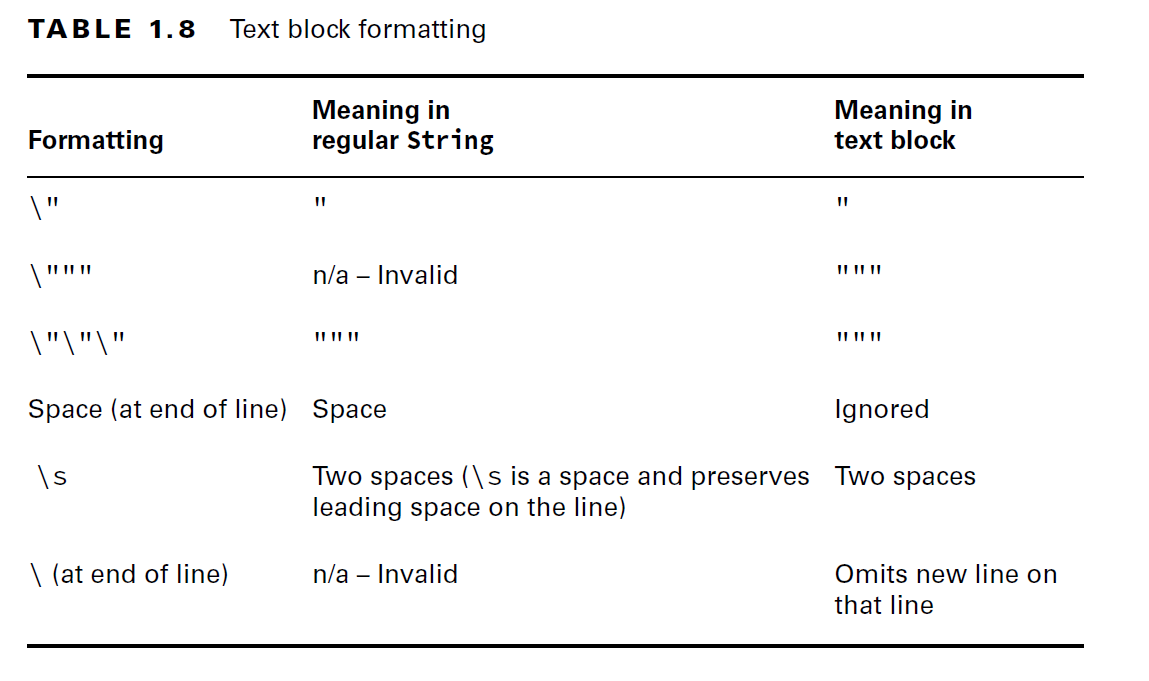 TABLE 1.8 Text block formatting
Formatting Meaning in regular String Meaning in text block
\" " "
\""" n/a – Invalid """
\"\"\" """ """
Space (at end of line) Space Ignored
\s Two spaces (\s is a space and preserves Two spaces
leading space on the line)
\ (at end of line) n/a – Invalid Omits new line on
that line